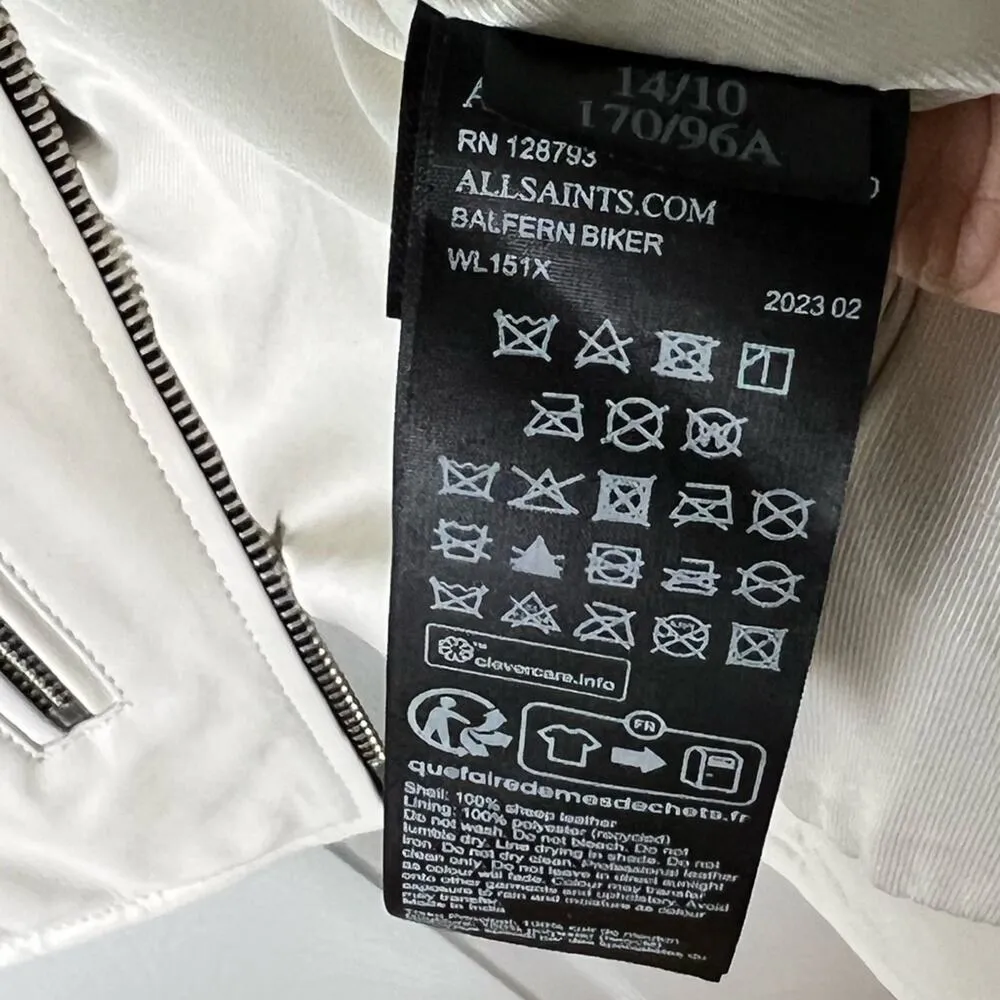 14/10
170/96A
A
RN 128793
ALLSAINTS.COM
BALFERN BIKER
WL151X
2023 02
W
clevercare.info
FR
quefairedemesdechets.fr
Shell: 100% sheep leather
Lining: 100% polyester (recycled)
Do not wash. Do not bleach. Do not
tumble dry. Line drying in shade. Do not
iron. Do not dry clean. Professional leather
clean only. Do not leave in direct sunlight
as colour will fade. Colour may transfer
onto other garments and upholstery. Avoid
exposure to rain and moisture as colour
may transfer.
Made in India